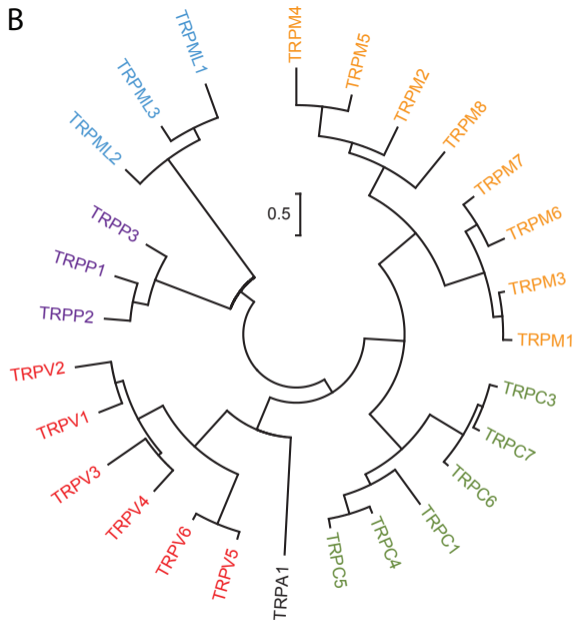 B
TRPM4
TRPM5
TRPM2
TRPM8
TRPM7
TRPM6
TRPM3
TRPM1
TRPC3
TRPC7
TRPC6
TRPC1
TRPC4
TRPC5
TRPA1
TRPV5
TRPV6
TRPV4
TRPV3
TRPV1
TRPV2
TRPP2
TRPP1
TRPP3
TRPML2
TRPML3
TRPML1
0.5